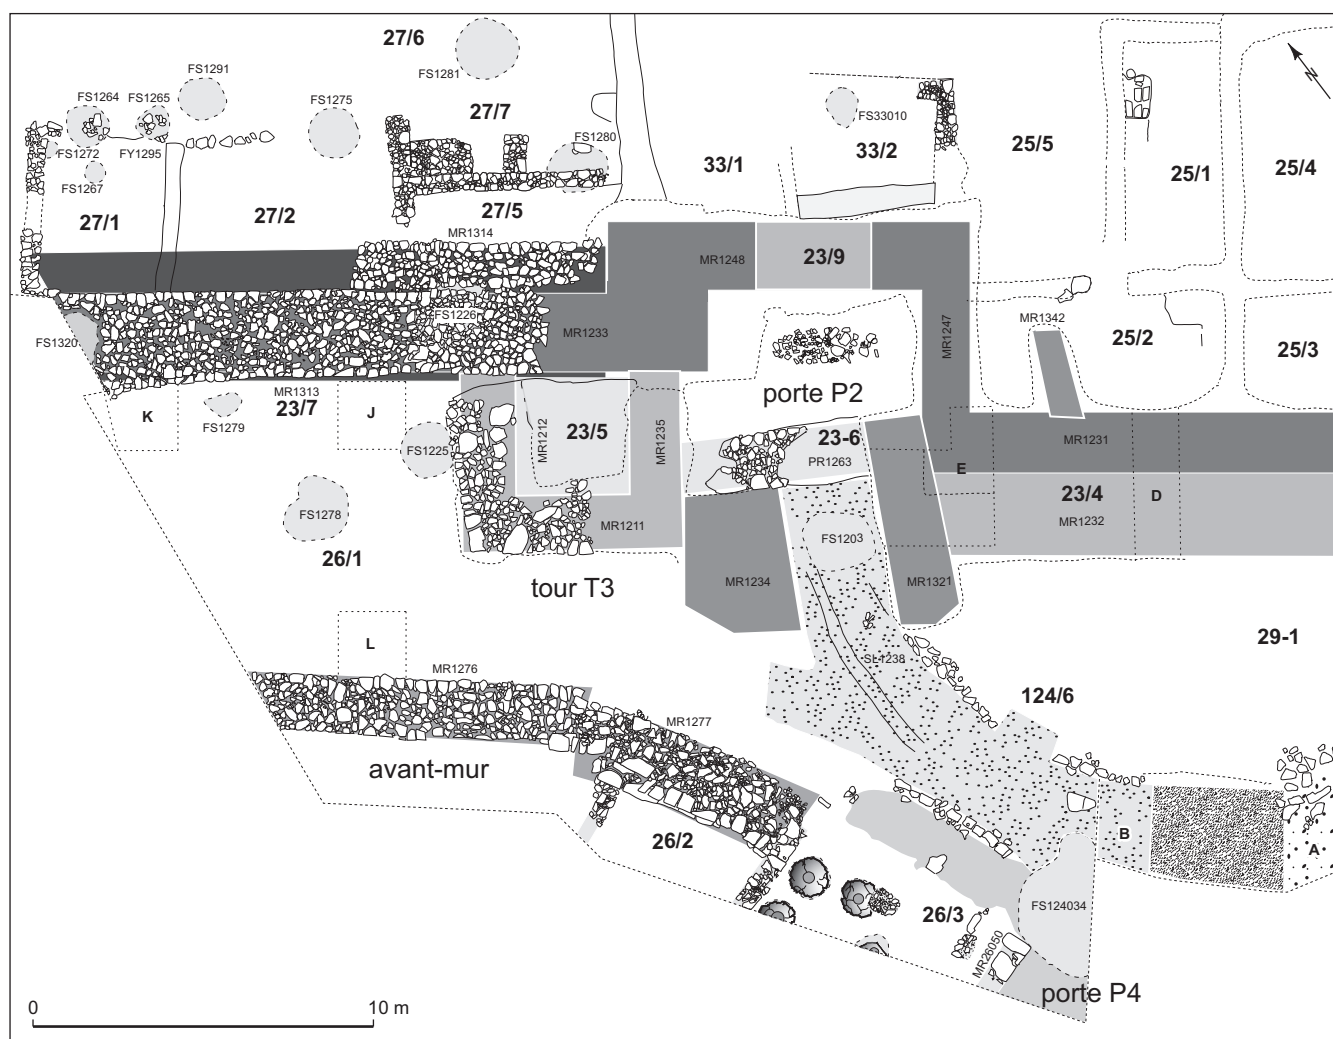 27/6
N
FS1291
FS1281
FS1264
FS1265
FS1275
27/7
FS33010
FS1280
25/5
33/2
FS1272
FY1295
33/1
25/1
25/4
FS1267
27/1
27/2
27/5
MR1314
MR1248
23/9
FS1226
MR1233
MR1247
MR1342
25/2
FS1320
25/3
porte P2
MR1313
K
23/7
J
FS1279
MR1212
23/5
MR1235
23-6
MR1231
FS1225
PR1263
E
23/4
D
FS1278
MR1211
MR1232
FS1203
26/1
tour T3
MR1234
MR1321
L
29-1
MR1276
SL1238
124/6
MR1277
avant-mur
26/2
B
A
26/3
FS124034
MR26050
porte P4
0
10 m